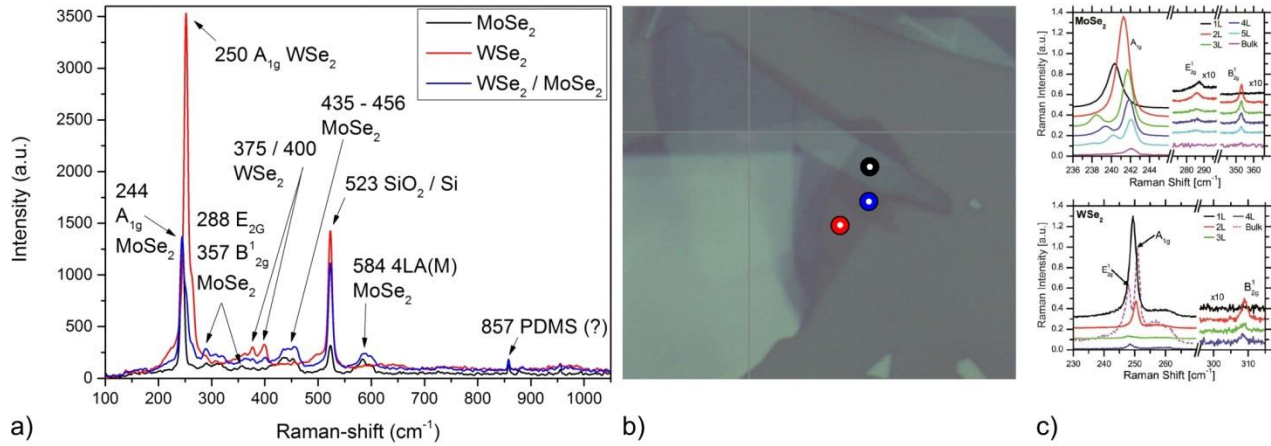 3500
3000
2500
2000
1500
1000
500
0
Intensity (a.u.)
100 200 300 400 500 600 700 800 900 1000
Raman-shift (cm⁻¹)
MoSe₂
WSe₂
WSe₂ / MoSe₂
250 A₁g WSe₂
435 - 456
MoSe₂
375 / 400
WSe₂
523 SiO₂ / Si
244
A₁g
MoSe₂
288 E₂G
357 B¹₂g
MoSe₂
584 4LA(M)
MoSe₂
857 PDMS (?)
a)
b)
MoSe₂
1L 4L
2L 5L
3L Bulk
A₁g
E¹₂g x10
B¹₂g x10
1.4
1.2
1.0
0.8
0.6
0.4
0.2
0.0
Raman Intensity [a.u.]
236 238 240 242 244 280 290 350 360
Raman Shift [cm⁻¹]
WSe₂
1L 4L
2L Bulk
3L
A₁g
E¹₂g
x10
B¹₂g
1.4
1.2
1.0
0.8
0.6
0.4
0.2
0.0
Raman Intensity [a.u.]
230 240 250 260 300 310
Raman Shift [cm⁻¹]
c)